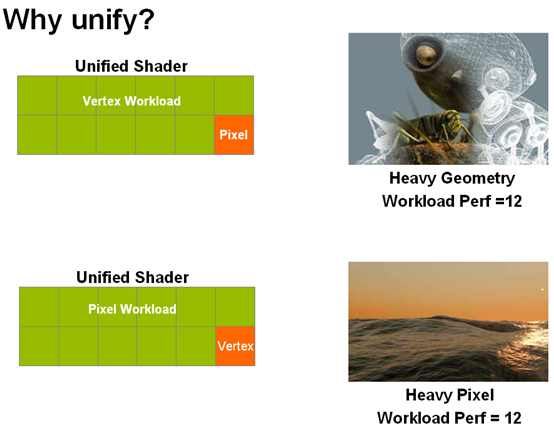 Why unify?
Unified Shader
Vertex Workload
Pixel
Heavy Geometry
Workload Perf =12
Unified Shader
Pixel Workload
Vertex
Heavy Pixel
Workload Perf = 12